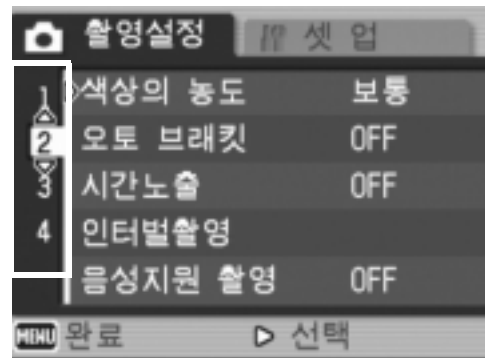 촬영설정 셋 업
1 색상의 농도 보통
2 오토 브래킷 OFF
3 시간노출 OFF
4 인터벌촬영
음성지원 촬영 OFF
MENU 완료 선택